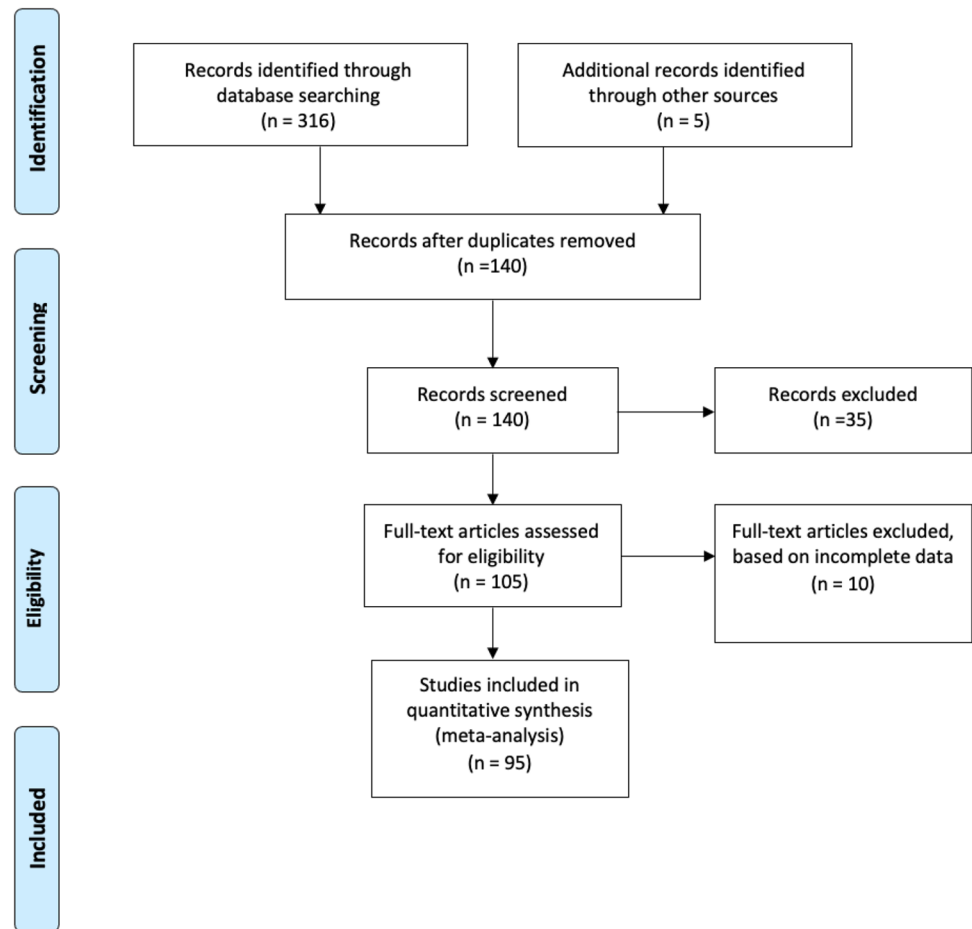 Identification
Records identified through
database searching
(n = 316)
Additional records identified
through other sources
(n = 5)
Records after duplicates removed
(n =140)
Screening
Records screened
(n = 140)
Records excluded
(n =35)
Eligibility
Full-text articles assessed
for eligibility
(n = 105)
Full-text articles excluded,
based on incomplete data
(n = 10)
Studies included in
quantitative synthesis
(meta-analysis)
(n = 95)
Included